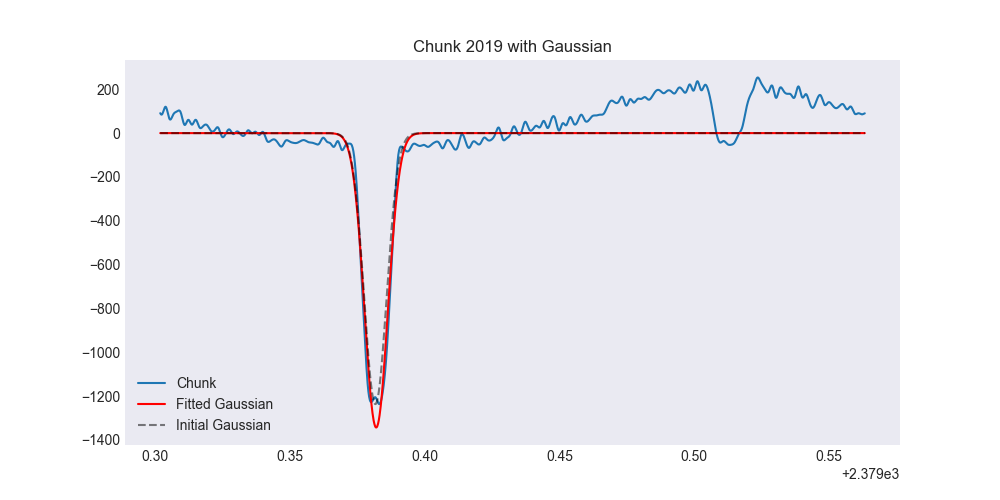 Chunk 2019 with Gaussian
200
0
−200
−400
−600
−800
−1000
−1200
−1400
Chunk
Fitted Gaussian
Initial Gaussian
0.30 0.35 0.40 0.45 0.50 0.55
+2.379e3